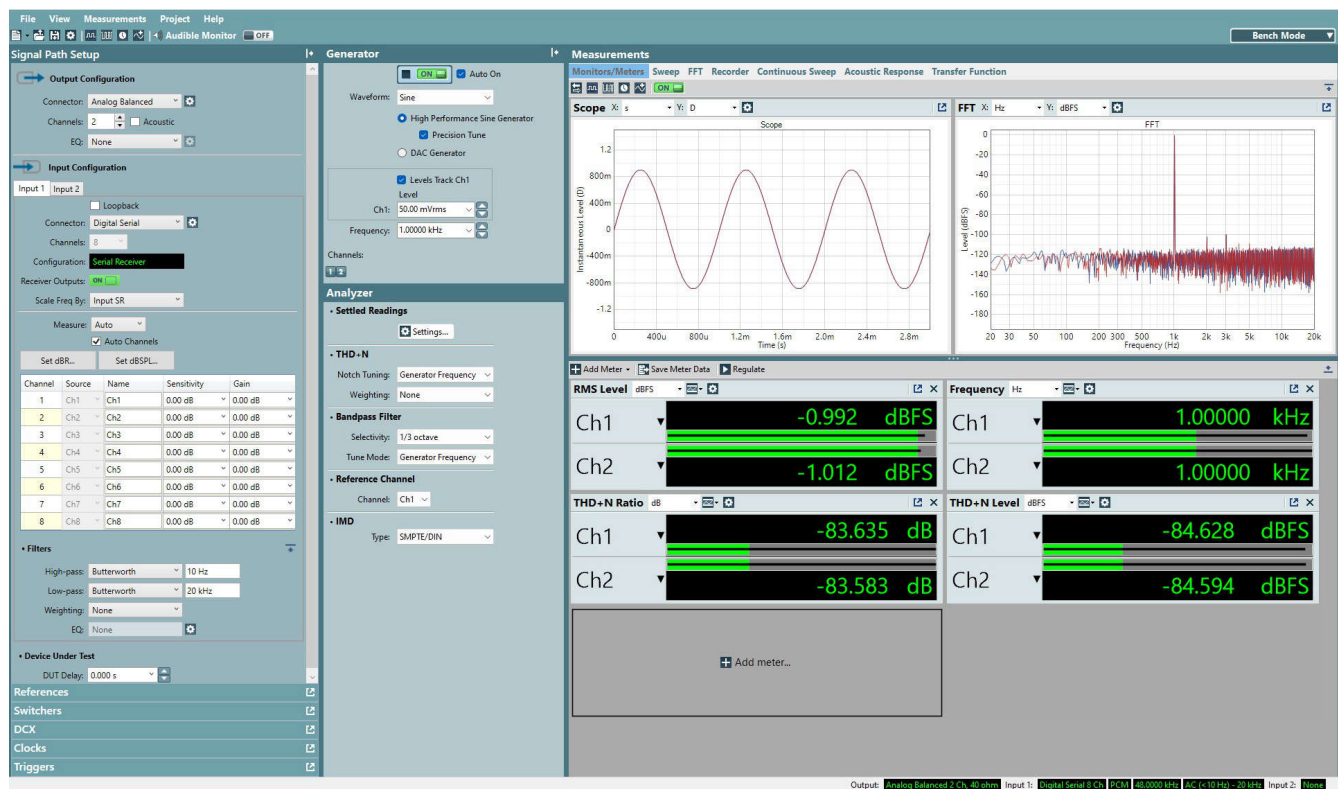 File View Measurements Project Help
Audible Monitor OFF
Bench Mode
Signal Path Setup
Output Configuration
Connector: Analog Balanced
Channels: 2 Acoustic
EQ: None
Input Configuration
Input 1 Input 2
Loopback
Connector: Digital Serial
Channels: 8
Configuration: Serial Receiver
Receiver Outputs: ON
Scale Freq By: Input SR
Measure: Auto
Auto Channels
Set dBR... Set dBSPL...
Channel Source Name Sensitivity Gain
1 Ch1 Ch1 0.00 dB 0.00 dB
2 Ch2 Ch2 0.00 dB 0.00 dB
3 Ch3 Ch3 0.00 dB 0.00 dB
4 Ch4 Ch4 0.00 dB 0.00 dB
5 Ch5 Ch5 0.00 dB 0.00 dB
6 Ch6 Ch6 0.00 dB 0.00 dB
7 Ch7 Ch7 0.00 dB 0.00 dB
8 Ch8 Ch8 0.00 dB 0.00 dB
Filters
High-pass: Butterworth 10 Hz
Low-pass: Butterworth 20 kHz
Weighting: None
EQ: None
Device Under Test
DUT Delay: 0.000 s
References
Switchers
DCX
Clocks
Triggers
Generator
ON Auto On
Waveform: Sine
High Performance Sine Generator
Precision Tune
DAC Generator
Levels Track Ch1
Level
Ch1: 50.00 mVrms
Frequency: 1.00000 kHz
Channels:
1 2
Analyzer
Settled Readings
Settings...
THD+N
Notch Tuning: Generator Frequency
Weighting: None
Bandpass Filter
Selectivity: 1/3 octave
Tune Mode: Generator Frequency
Reference Channel
Channel: Ch1
IMD
Type: SMPTE/DIN
Measurements
Monitors/Meters Sweep FFT Recorder Continuous Sweep Acoustic Response Transfer Function
ON
Scope X: s Y: D
Scope
1.2
800m
400m
0
-400m
-800m
-1.2
Instantaneous Level (D)
0 400u 800u 1.2m 1.6m 2.0m 2.4m 2.8m
Time (s)
FFT X: Hz Y: dBFS
FFT
0
-20
-40
-60
-80
-100
-120
-140
-160
-180
Level (dBFS)
20 30 50 100 200 300 500 1k 2k 3k 5k 10k 20k
Frequency (Hz)
Add Meter Save Meter Data Regulate
RMS Level dBFS
Ch1 -0.992 dBFS
Ch2 -1.012 dBFS
Frequency Hz
Ch1 1.00000 kHz
Ch2 1.00000 kHz
THD+N Ratio dB
Ch1 -83.635 dB
Ch2 -83.583 dB
THD+N Level dBFS
Ch1 -84.628 dBFS
Ch2 -84.594 dBFS
Add meter...
Output: Analog Balanced 2 Ch, 40 ohm Input 1: Digital Serial 8 Ch PCM 48.0000 kHz AC (<10 Hz) - 20 kHz Input 2: None